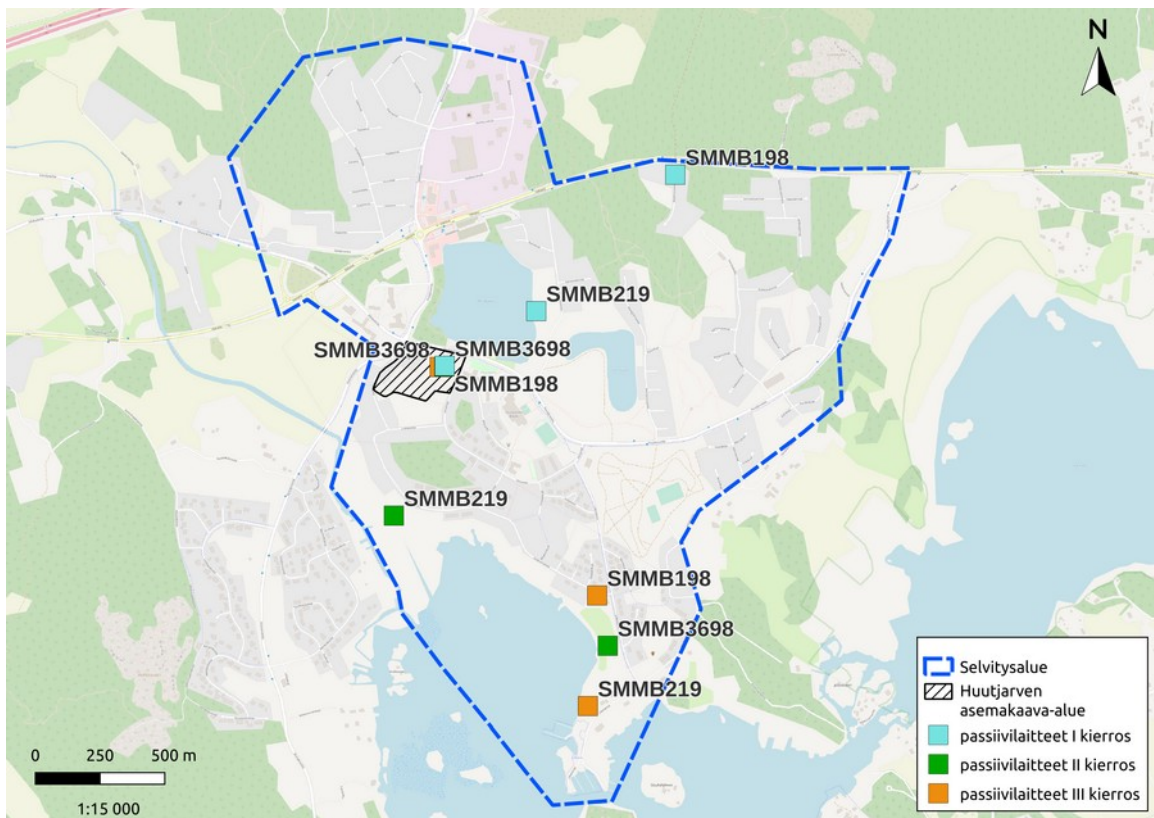 N
SMMB198
SMMB219
SMMB3698
SMMB3698
SMMB198
SMMB219
SMMB198
SMMB3698
SMMB219
Selvitysalue
Huutjarven
asemakaava-alue
passiivilaitteet I kierros
passiivilaitteet II kierros
passiivilaitteet III kierros
0 250 500 m
1:15 000